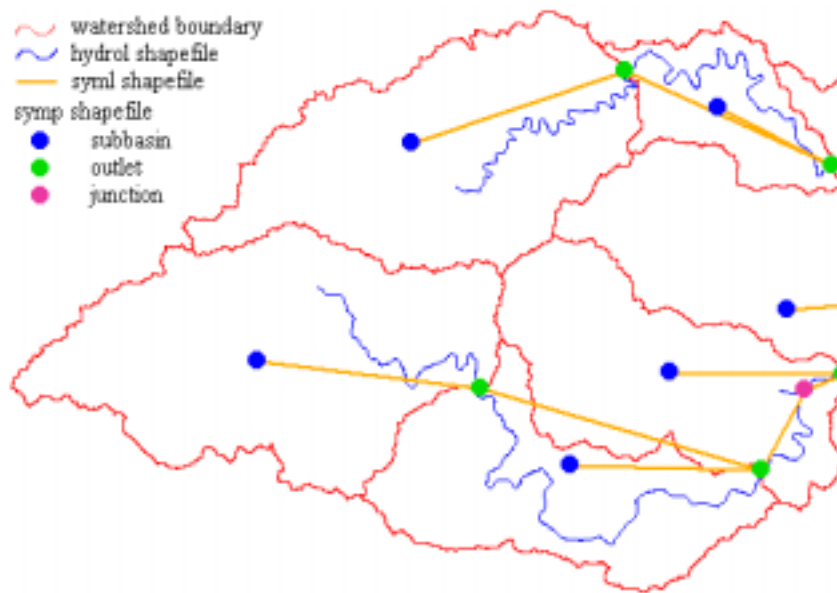 watershed boundary
hydrol shapefile
syml shapefile
symp shapefile
subbasin
outlet
junction